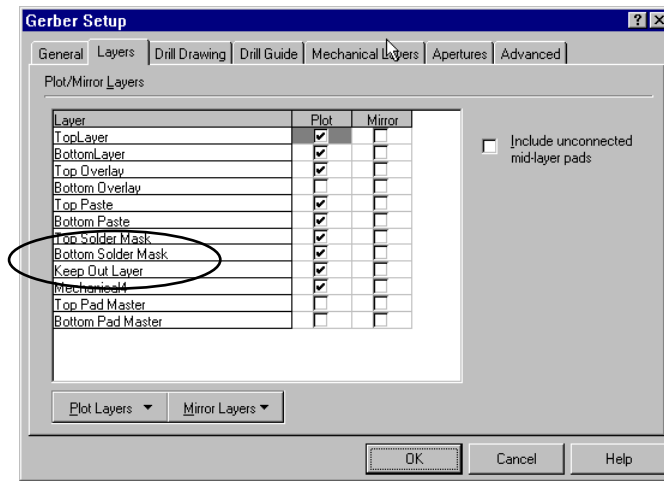 Gerber Setup
General Layers Drill Drawing Drill Guide Mechanical Layers Apertures Advanced
Plot/Mirror Layers
Layer Plot Mirror
TopLayer
BottomLayer
Top Overlay
Bottom Overlay
Top Paste
Bottom Paste
Top Solder Mask
Bottom Solder Mask
Keep Out Layer
Mechanical4
Top Pad Master
Bottom Pad Master
Include unconnected
mid-layer pads
Plot Layers Mirror Layers
OK Cancel Help